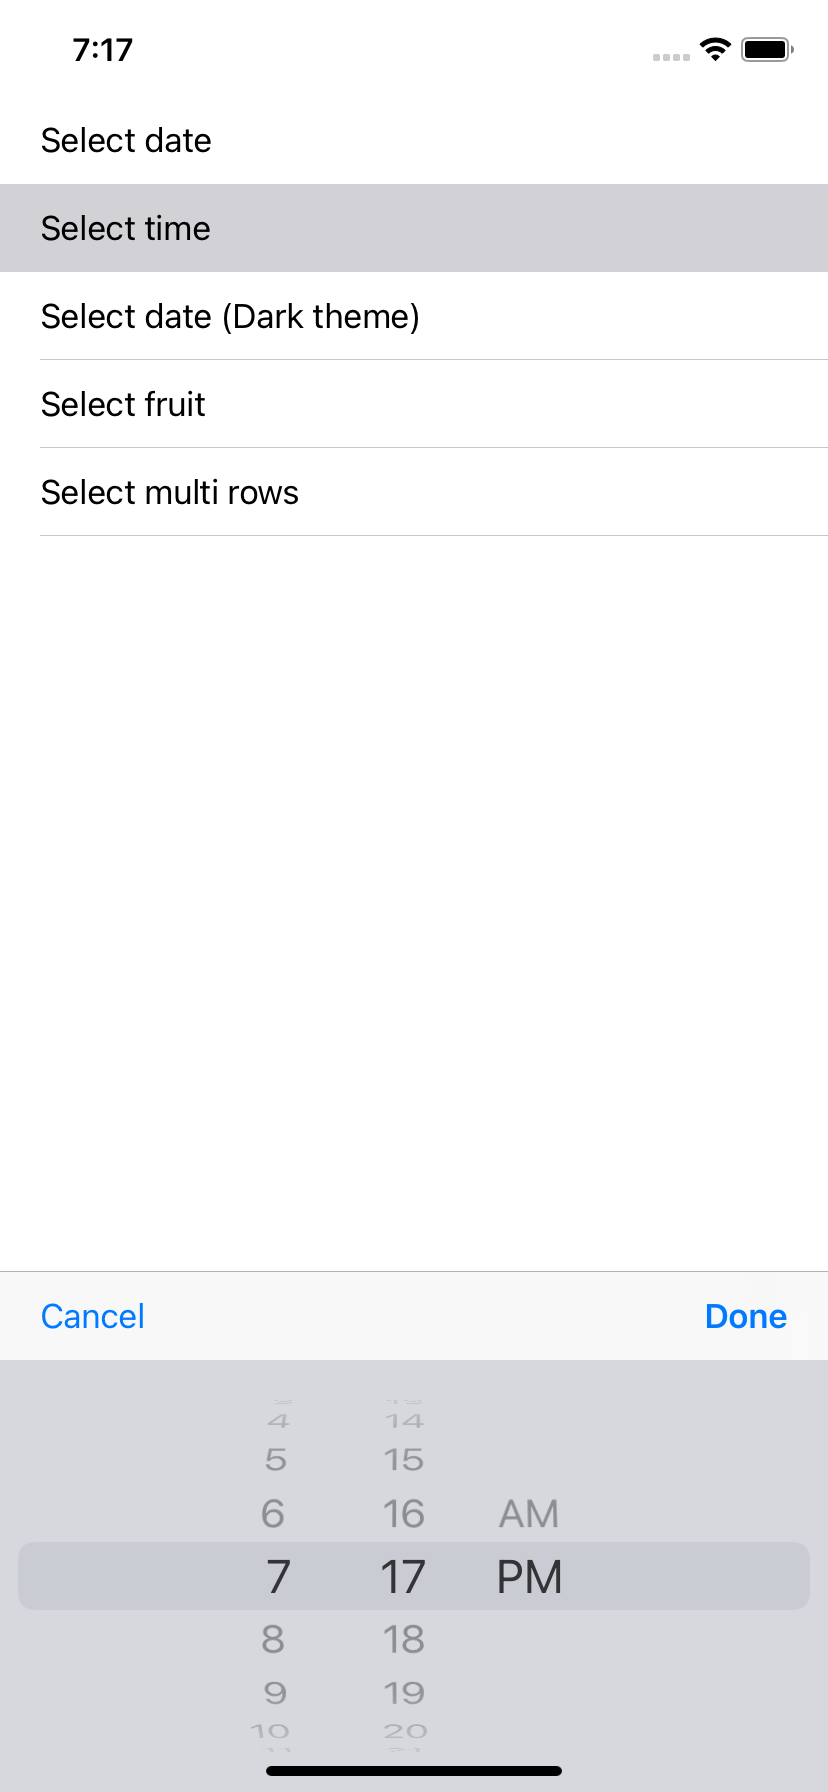 7:17
Select date
Select time
Select date (Dark theme)
Select fruit
Select multi rows
Cancel Done
4 14
5 15
6 16 AM
7 17 PM
8 18
9 19
10 20